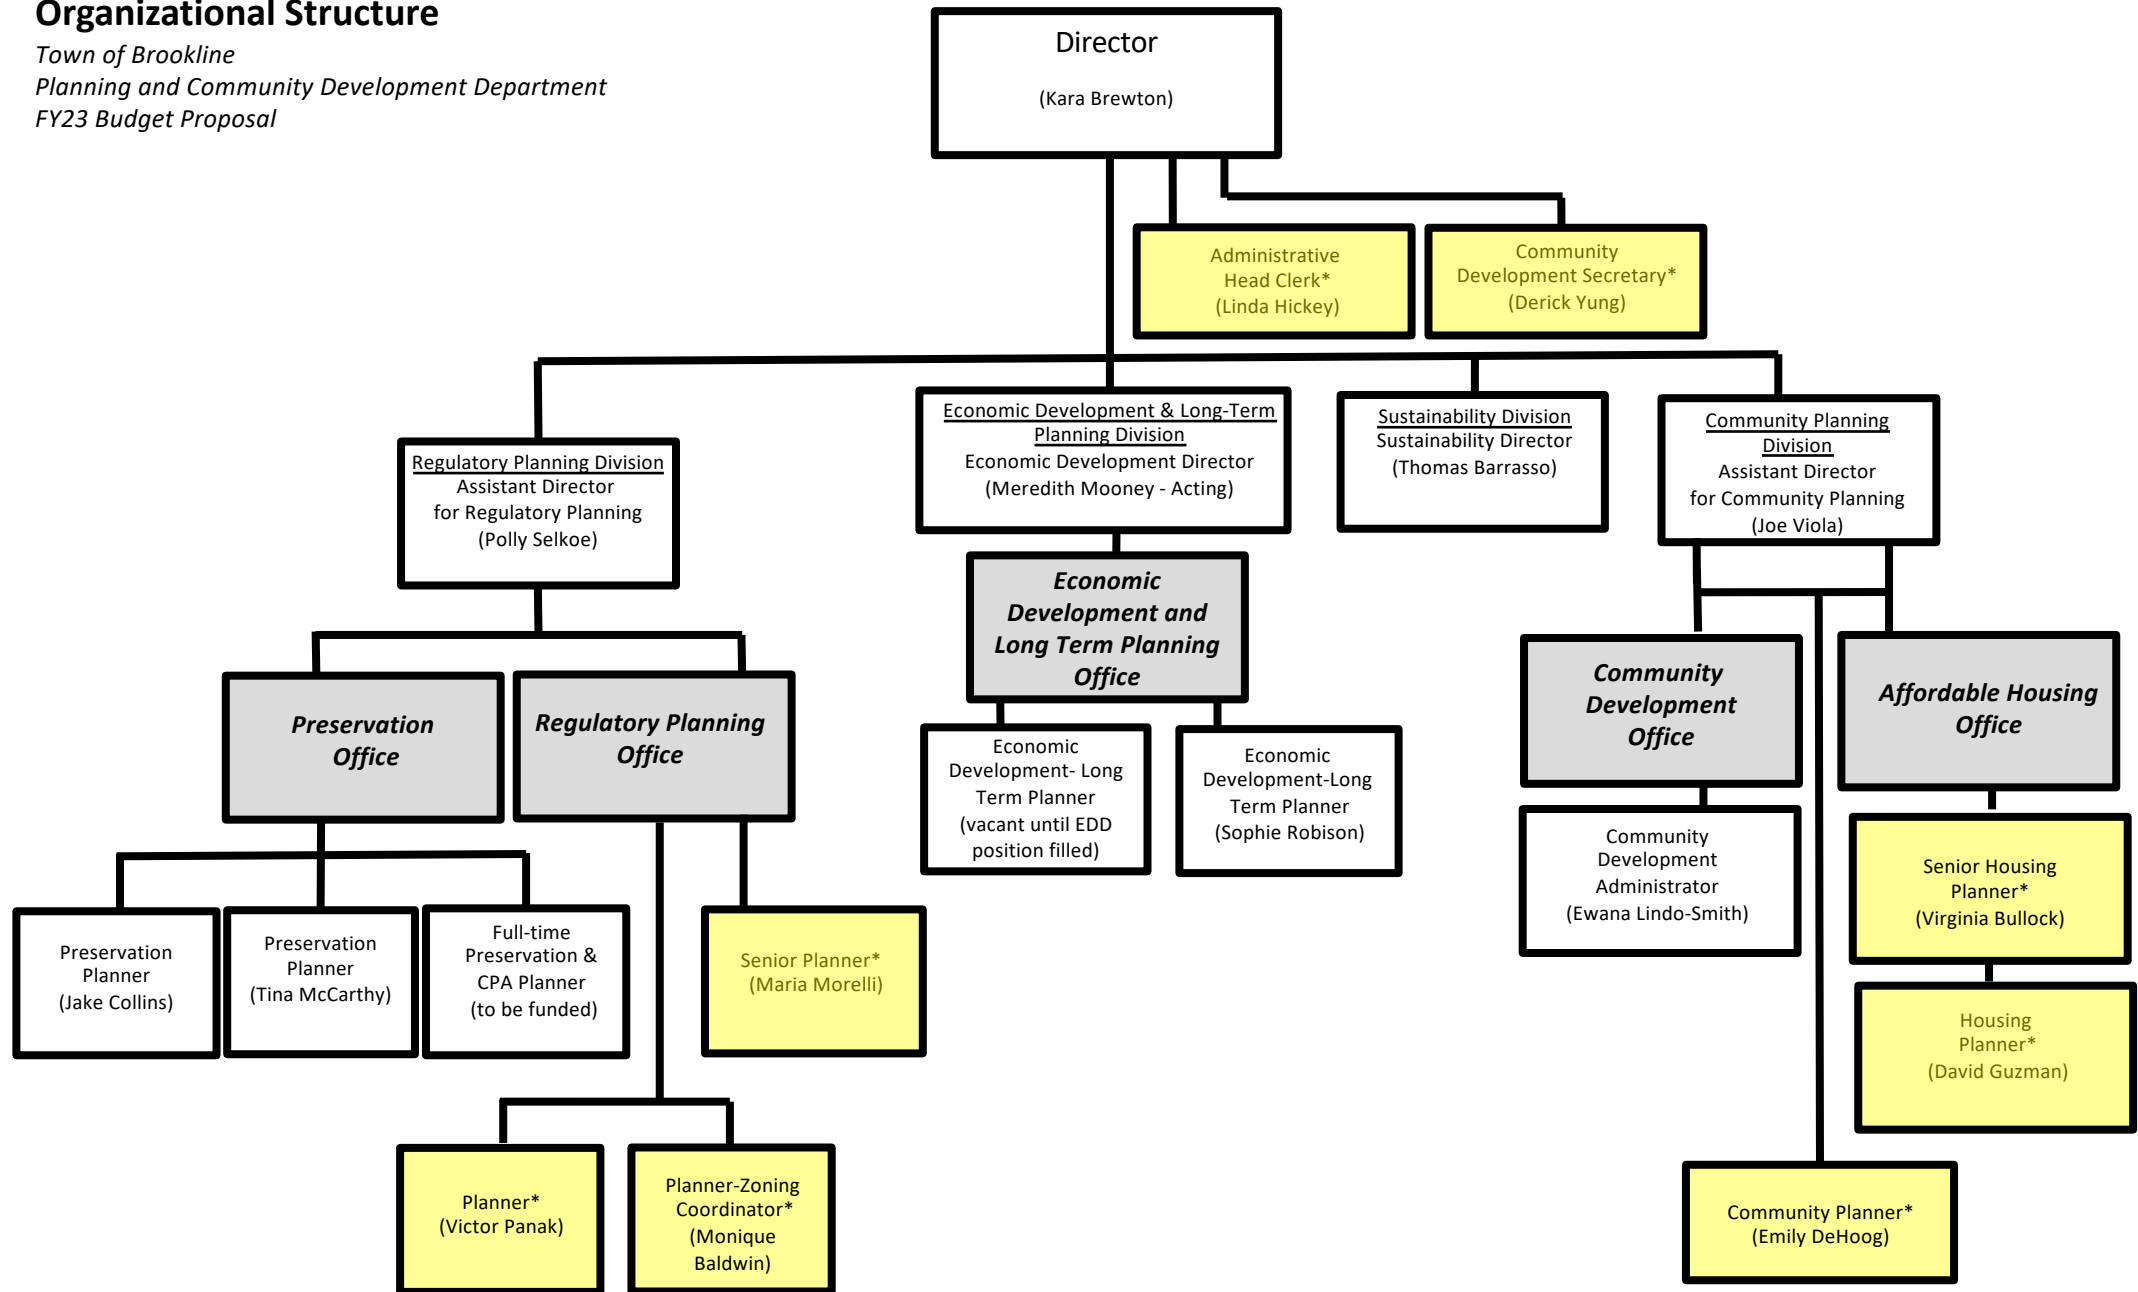 Organizational Structure
Town of Brookline
Planning and Community Development Department
FY23 Budget Proposal
Director
(Kara Brewton)
Administrative
Head Clerk*
(Linda Hickey)
Community
Development Secretary*
(Derick Yung)
Regulatory Planning Division
Assistant Director
for Regulatory Planning
(Polly Selkoe)
Economic Development & Long-Term
Planning Division
Economic Development Director
(Meredith Mooney - Acting)
Sustainability Division
Sustainability Director
(Thomas Barrasso)
Community Planning
Division
Assistant Director
for Community Planning
(Joe Viola)
Preservation
Office
Regulatory Planning
Office
Economic
Development and
Long Term Planning
Office
Community
Development
Office
Affordable Housing
Office
Economic
Development- Long
Term Planner
(vacant until EDD
position filled)
Economic
Development-Long
Term Planner
(Sophie Robison)
Community
Development
Administrator
(Ewana Lindo-Smith)
Senior Housing
Planner*
(Virginia Bullock)
Preservation
Planner
(Jake Collins)
Preservation
Planner
(Tina McCarthy)
Full-time
Preservation &
CPA Planner
(to be funded)
Senior Planner*
(Maria Morelli)
Housing
Planner*
(David Guzman)
Planner*
(Victor Panak)
Planner-Zoning
Coordinator*
(Monique
Baldwin)
Community Planner*
(Emily DeHoog)